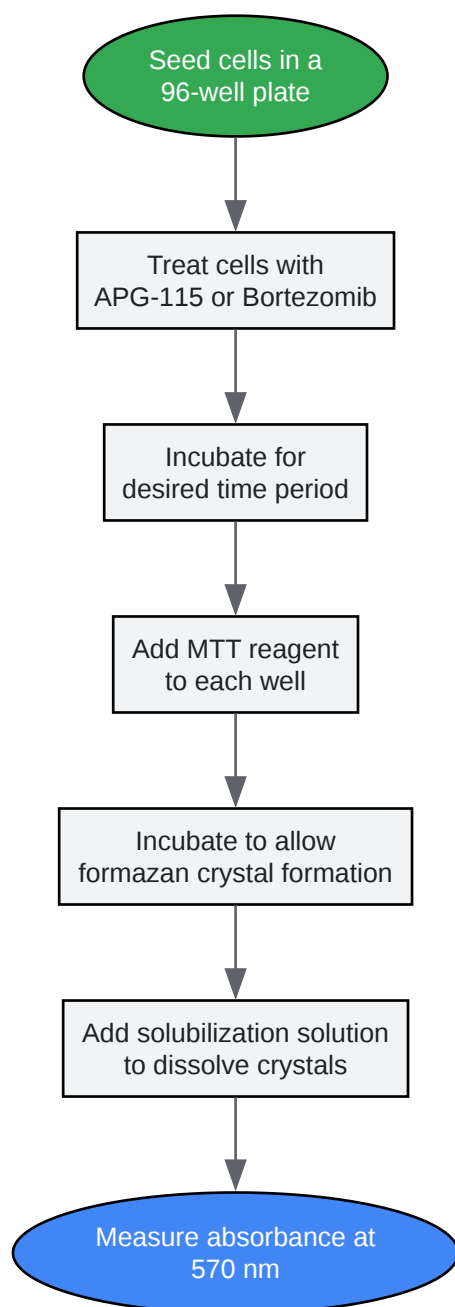 Seed cells in a
96-well plate
Treat cells with
APG-115 or Bortezomib
Incubate for
desired time period
Add MTT reagent
to each well
Incubate to allow
formazan crystal formation
Add solubilization solution
to dissolve crystals
Measure absorbance at
570 nm